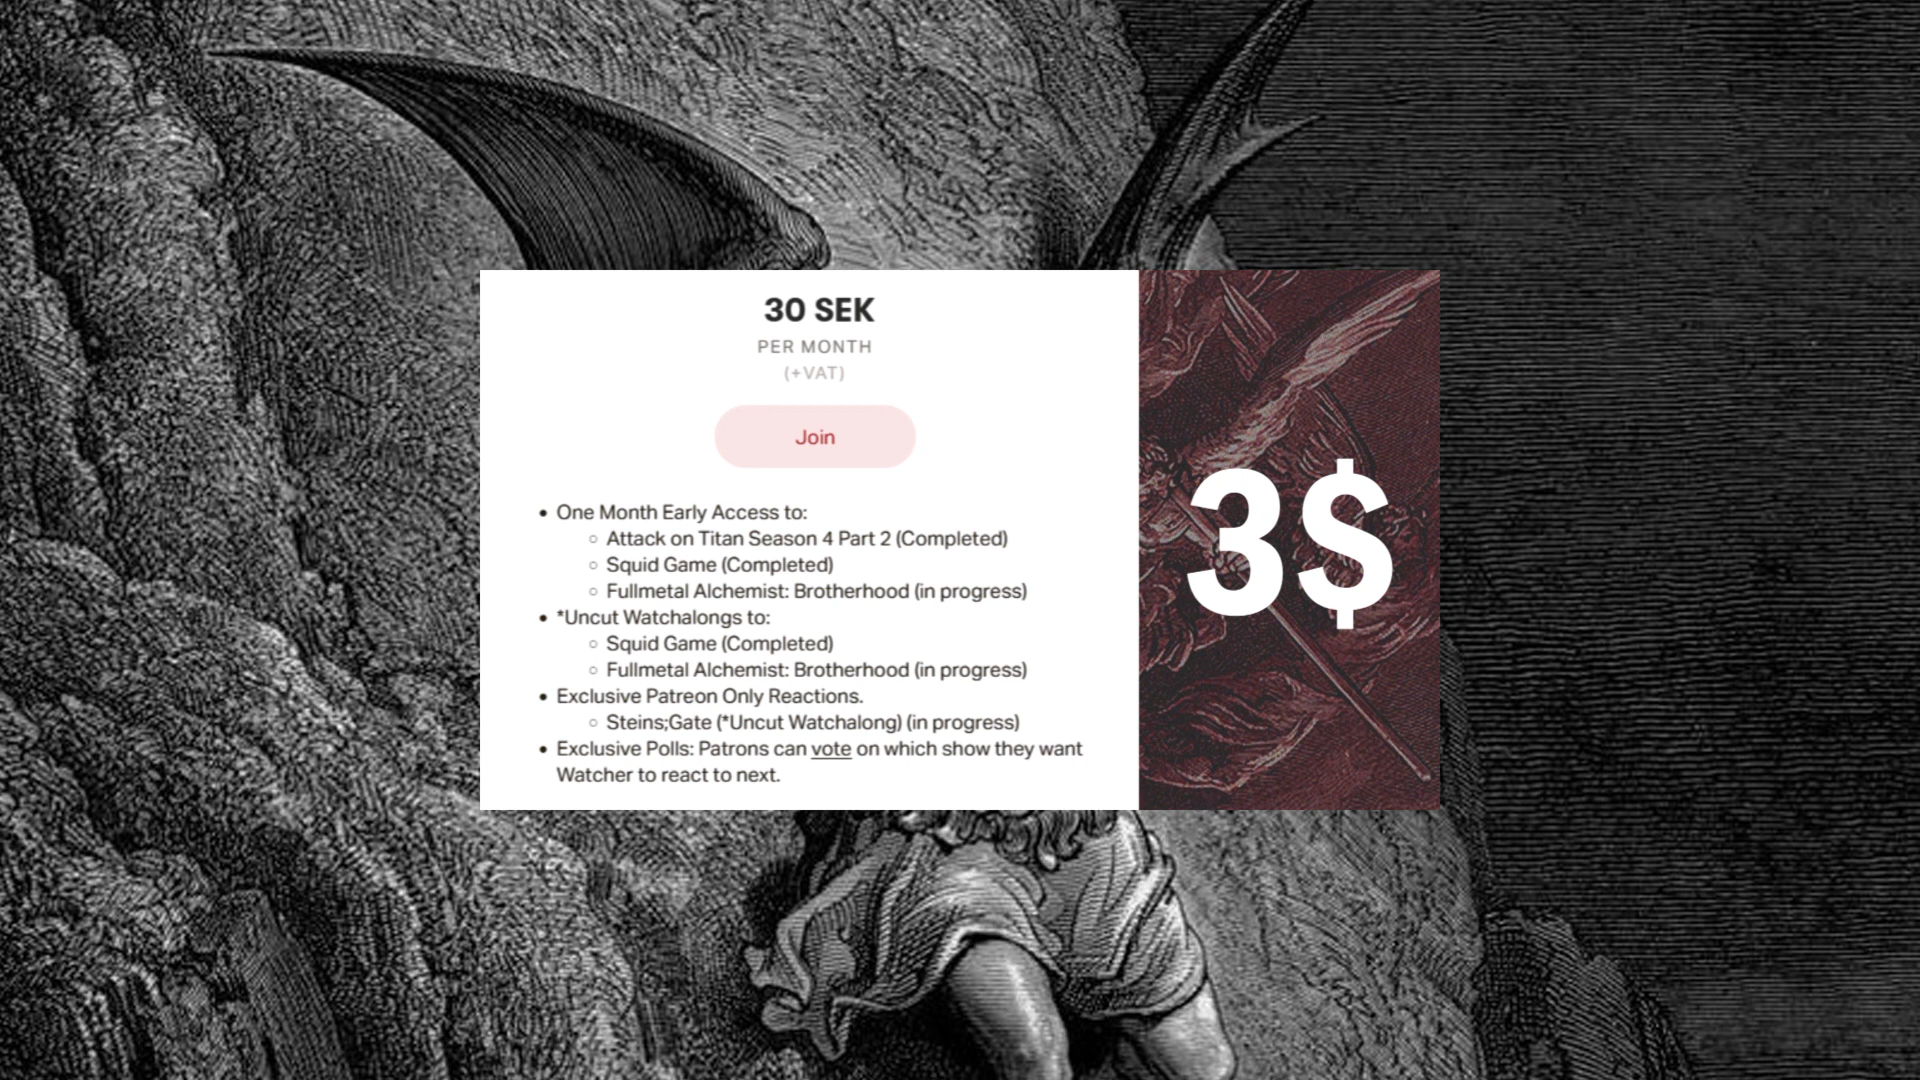 30 SEK
PER MONTH
(+VAT)
Join
• One Month Early Access to:
○ Attack on Titan Season 4 Part 2 (Completed)
○ Squid Game (Completed)
○ Fullmetal Alchemist: Brotherhood (in progress)
• *Uncut Watchalongs to:
○ Squid Game (Completed)
○ Fullmetal Alchemist: Brotherhood (in progress)
• Exclusive Patreon Only Reactions.
○ Steins;Gate (*Uncut Watchalong) (in progress)
• Exclusive Polls: Patrons can vote on which show they want
Watcher to react to next.
3$